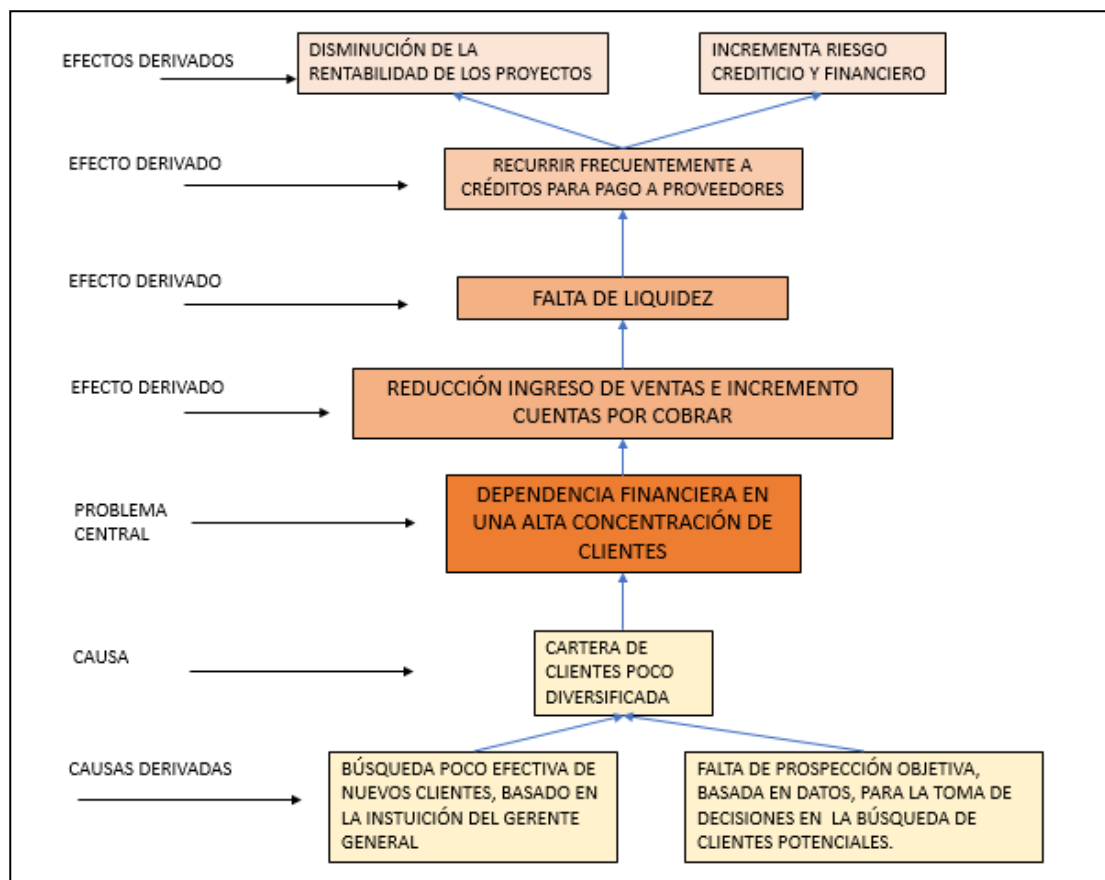 EFECTOS DERIVADOS
DISMINUCIÓN DE LA
RENTABILIDAD DE LOS PROYECTOS
INCREMENTA RIESGO
CREDITICIO Y FINANCIERO
EFECTO DERIVADO
RECURRIR FRECUENTEMENTE A
CRÉDITOS PARA PAGO A PROVEEDORES
EFECTO DERIVADO
FALTA DE LIQUIDEZ
EFECTO DERIVADO
REDUCCIÓN INGRESO DE VENTAS E INCREMENTO
CUENTAS POR COBRAR
PROBLEMA
CENTRAL
DEPENDENCIA FINANCIERA EN
UNA ALTA CONCENTRACIÓN DE
CLIENTES
CAUSA
CARTERA DE
CLIENTES POCO
DIVERSIFICADA
CAUSAS DERIVADAS
BÚSQUEDA POCO EFECTIVA DE
NUEVOS CLIENTES, BASADO EN
LA INSTUICIÓN DEL GERENTE
GENERAL
FALTA DE PROSPECCIÓN OBJETIVA,
BASADA EN DATOS, PARA LA TOMA DE
DECISIONES EN LA BÚSQUEDA DE
CLIENTES POTENCIALES.